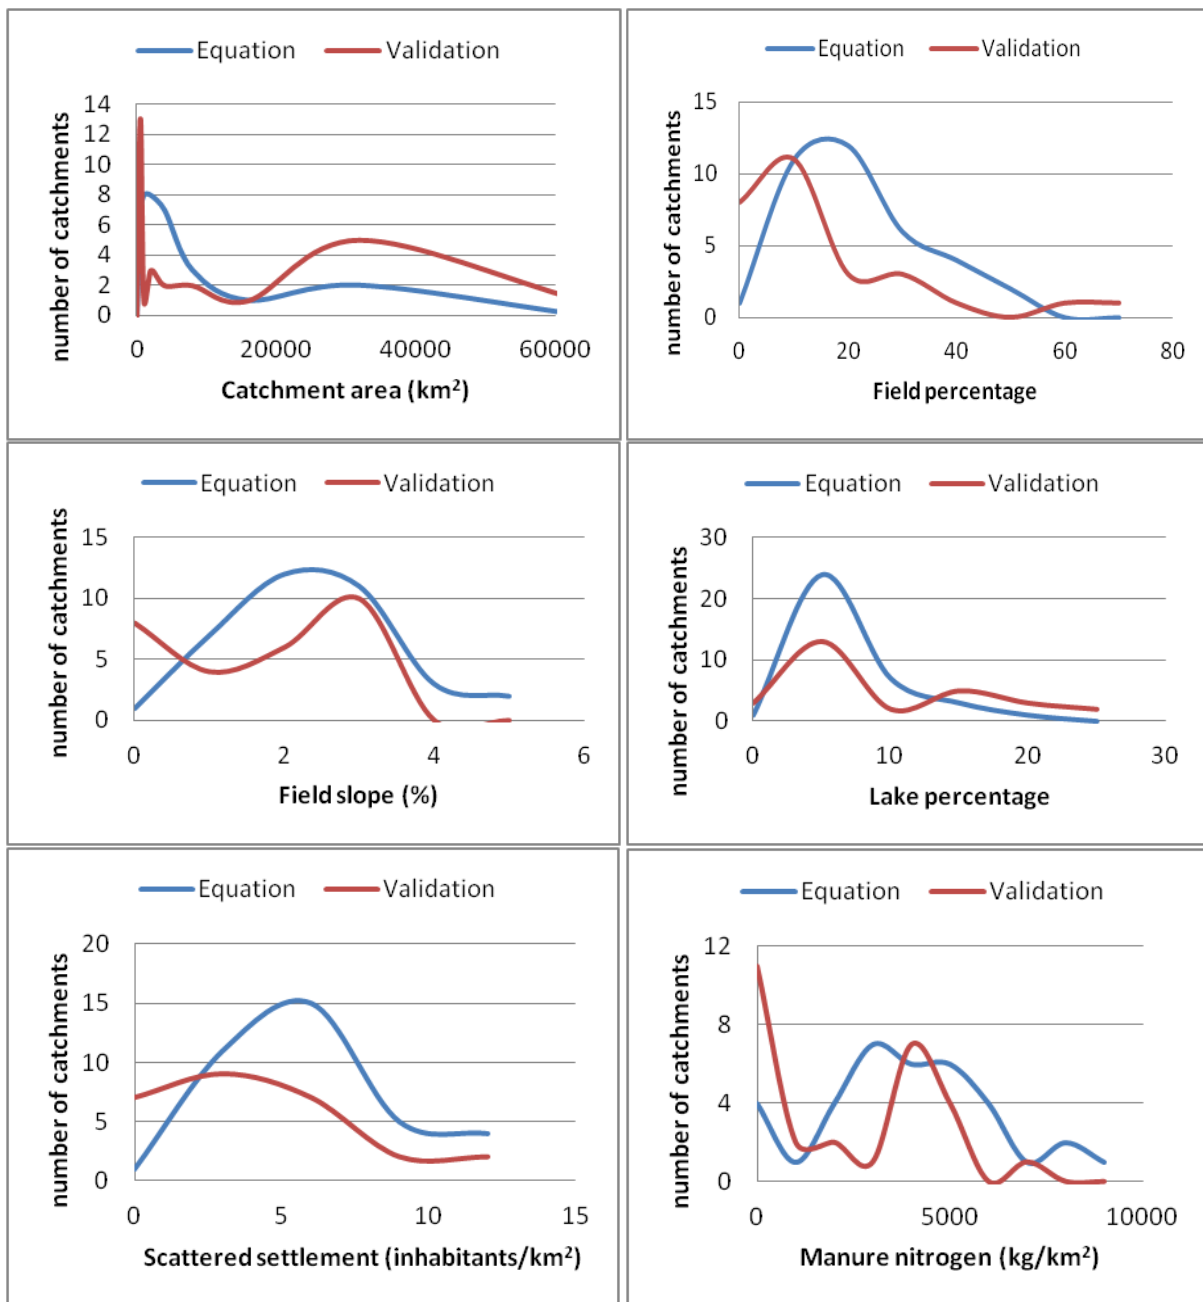 Equation Validation
number of catchments
14
12
10
8
6
4
2
0
0 20000 40000 60000
Catchment area (km²)
Equation Validation
number of catchments
15
10
5
0
0 20 40 60 80
Field percentage
Equation Validation
number of catchments
15
10
5
0
0 2 4 6
Field slope (%)
Equation Validation
number of catchments
30
20
10
0
0 10 20 30
Lake percentage
Equation Validation
number of catchments
20
15
10
5
0
0 5 10 15
Scattered settlement (inhabitants/km²)
Equation Validation
number of catchments
12
8
4
0
0 5000 10000
Manure nitrogen (kg/km²)